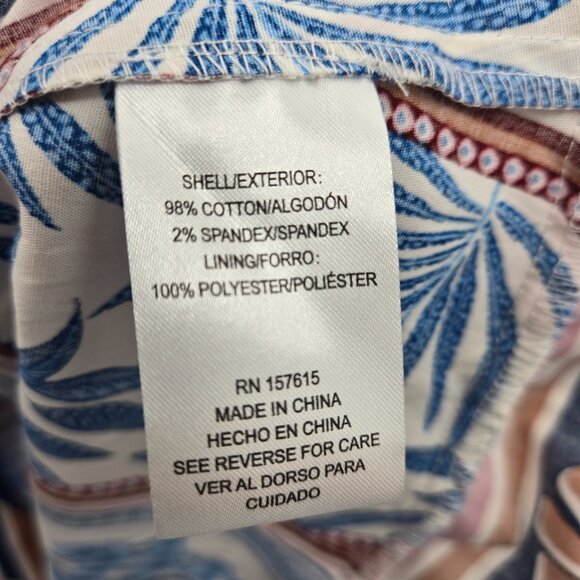 SHELL/EXTERIOR:
98% COTTON/ALGODÓN
2% SPANDEX/SPANDEX
LINING/FORRO:
100% POLYESTER/POLIÉSTER
RN 157615
MADE IN CHINA
HECHO EN CHINA
SEE REVERSE FOR CARE
VER AL DORSO PARA
CUIDADO